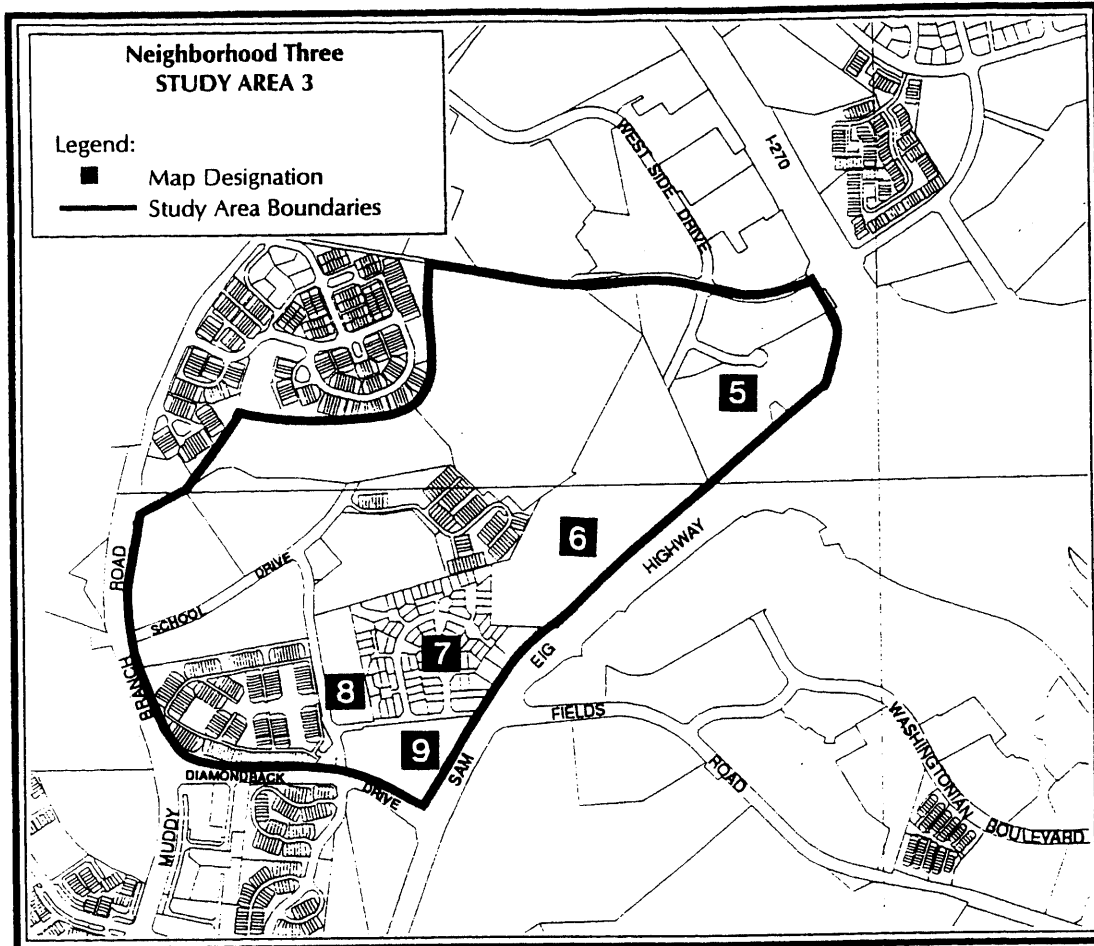 Neighborhood Three
STUDY AREA 3
Legend:
Map Designation
Study Area Boundaries
WEST SIDE DRIVE
I-270
5
6
HIGHWAY
ROAD
SCHOOL DRIVE
7
EIG
8
BRANCH
FIELDS
9
SAM
WASHINGTONIAN
ROAD
DIAMONDBACK
DRIVE
MUDDY
BOULEVARD